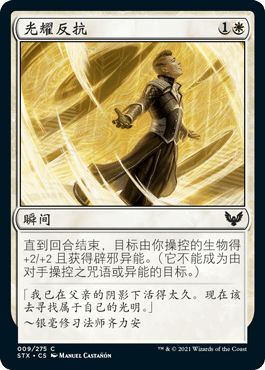 光耀反抗 1
瞬间
直到回合结束，目标由你操控的生物得
+2/+2 且获得辟邪异能。（它不能成为由
对手操控之咒语或异能的目标。）
「我已在父亲的阴影下活得太久。现在该
去寻找属于自己的光明。」
～银毫修习法师齐力安
009/275 C
STX • CS MANUEL CASTAÑÓN
™ & © 2021 Wizards of the Coast